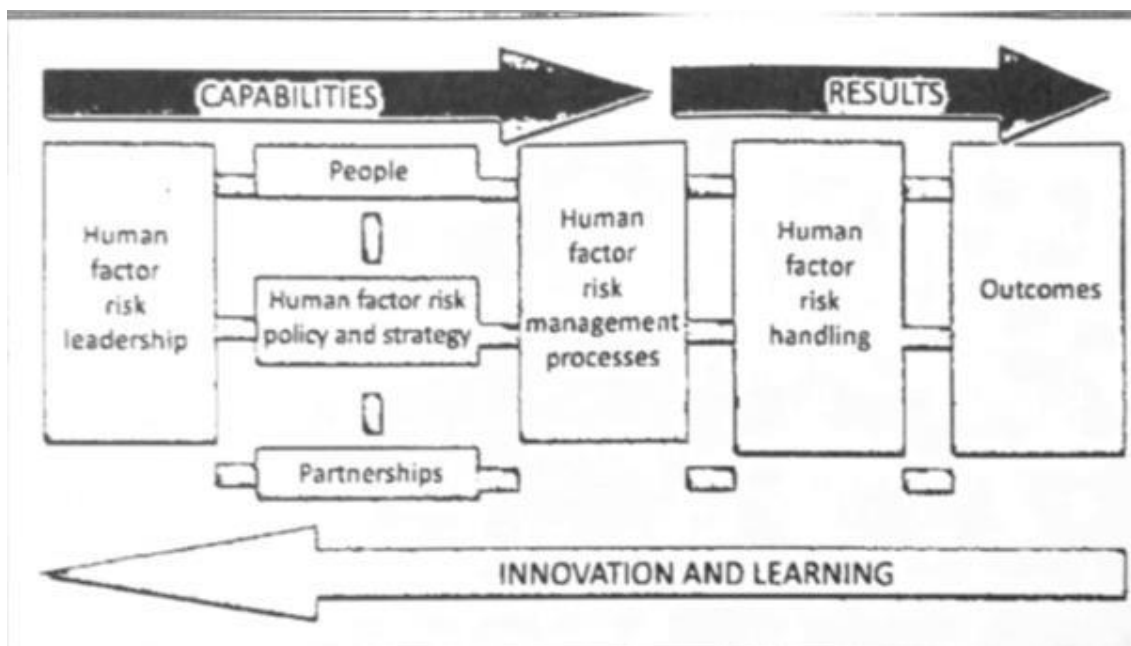 CAPABILITIES
RESULTS
Human
factor
risk
leadership
People
Human factor risk
policy and strategy
Partnerships
Human
factor
risk
management
processes
Human
factor
risk
handling
Outcomes
INNOVATION AND LEARNING